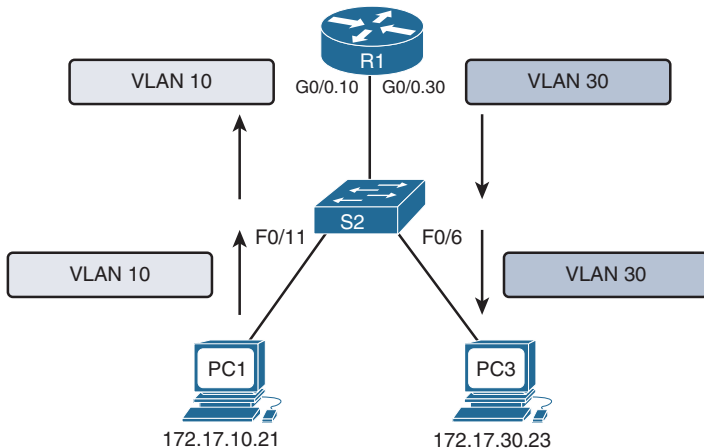 R1
VLAN 10
G0/0.10
G0/0.30
VLAN 30
S2
F0/11
F0/6
VLAN 10
VLAN 30
PC1
PC3
172.17.10.21
172.17.30.23